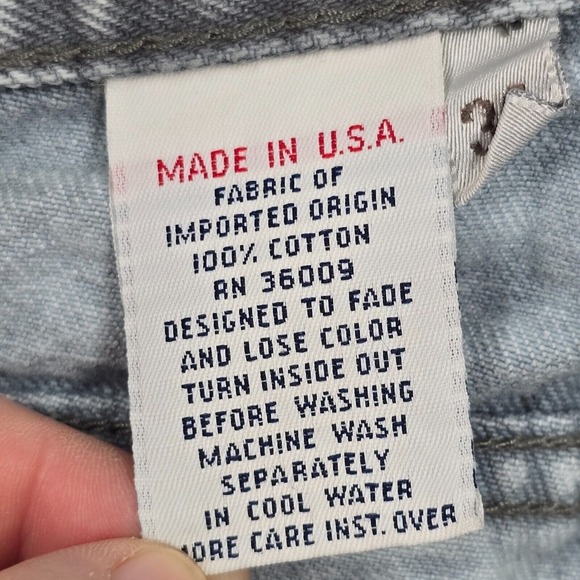 MADE IN U.S.A.
FABRIC OF
IMPORTED ORIGIN
100% COTTON
RN 36009
DESIGNED TO FADE
AND LOSE COLOR
TURN INSIDE OUT
BEFORE WASHING
MACHINE WASH
SEPARATELY
IN COOL WATER
MORE CARE INST. OVER